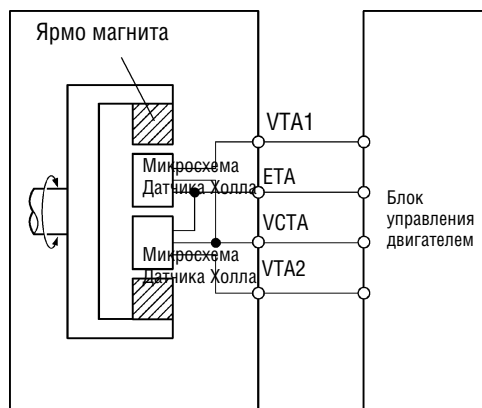 Ярмо магнита
VTA1
Микросхема
Датчика Холла
ETA
VCTA
Микросхема
Датчика Холла
VTA2
Блок
управления
двигателем